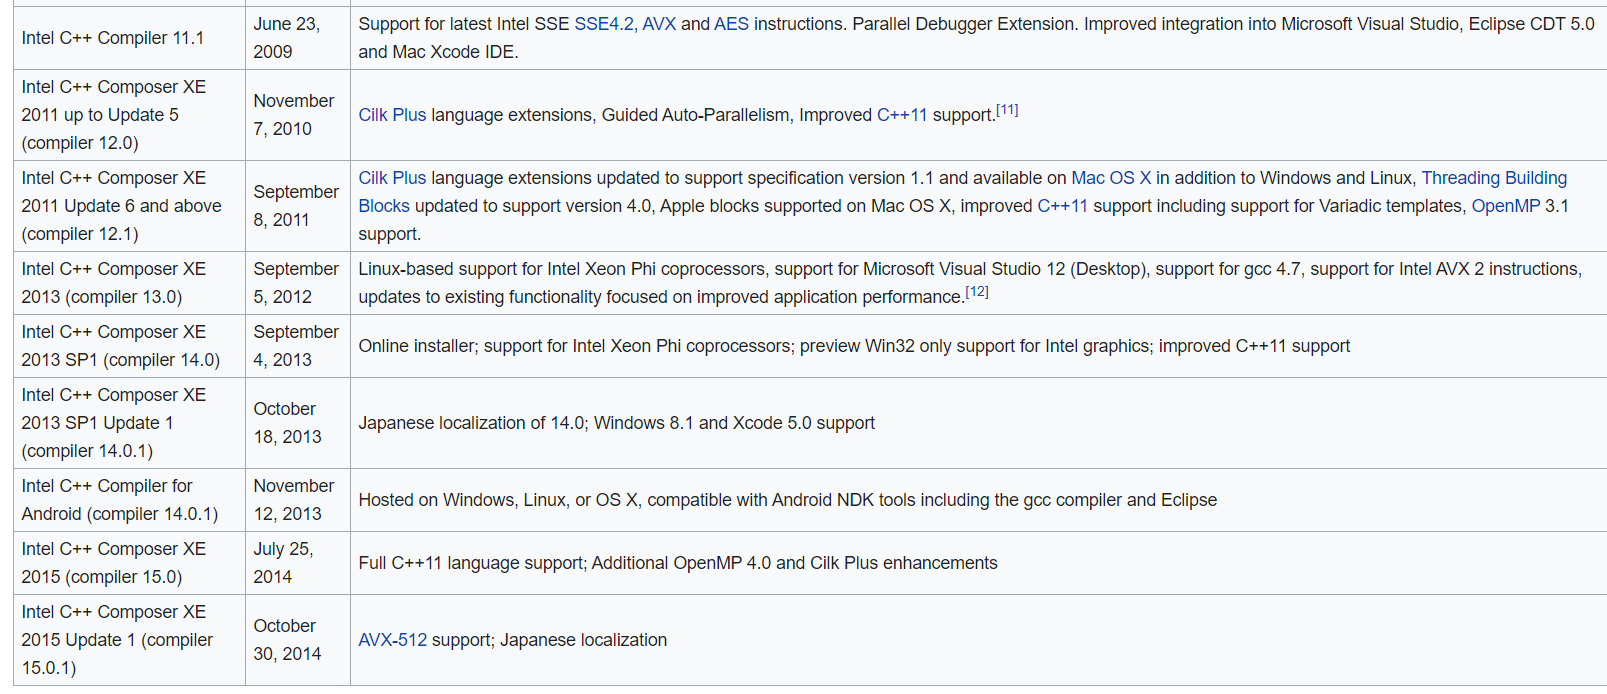 Intel C++ Compiler 11.1
June 23,
2009
Support for latest Intel SSE SSE4.2, AVX and AES instructions. Parallel Debugger Extension. Improved integration into Microsoft Visual Studio, Eclipse CDT 5.0
and Mac Xcode IDE.
Intel C++ Composer XE
2011 up to Update 5
(compiler 12.0)
November
7, 2010
Cilk Plus language extensions, Guided Auto-Parallelism, Improved C++11 support.[11]
Intel C++ Composer XE
2011 Update 6 and above
(compiler 12.1)
September
8, 2011
Cilk Plus language extensions updated to support specification version 1.1 and available on Mac OS X in addition to Windows and Linux, Threading Building
Blocks updated to support version 4.0, Apple blocks supported on Mac OS X, improved C++11 support including support for Variadic templates, OpenMP 3.1
support.
Intel C++ Composer XE
2013 (compiler 13.0)
September
5, 2012
Linux-based support for Intel Xeon Phi coprocessors, support for Microsoft Visual Studio 12 (Desktop), support for gcc 4.7, support for Intel AVX 2 instructions,
updates to existing functionality focused on improved application performance.[12]
Intel C++ Composer XE
2013 SP1 (compiler 14.0)
September
4, 2013
Online installer; support for Intel Xeon Phi coprocessors; preview Win32 only support for Intel graphics; improved C++11 support
Intel C++ Composer XE
2013 SP1 Update 1
(compiler 14.0.1)
October
18, 2013
Japanese localization of 14.0; Windows 8.1 and Xcode 5.0 support
Intel C++ Compiler for
Android (compiler 14.0.1)
November
12, 2013
Hosted on Windows, Linux, or OS X, compatible with Android NDK tools including the gcc compiler and Eclipse
Intel C++ Composer XE
2015 (compiler 15.0)
July 25,
2014
Full C++11 language support; Additional OpenMP 4.0 and Cilk Plus enhancements
Intel C++ Composer XE
2015 Update 1 (compiler
15.0.1)
October
30, 2014
AVX-512 support; Japanese localization